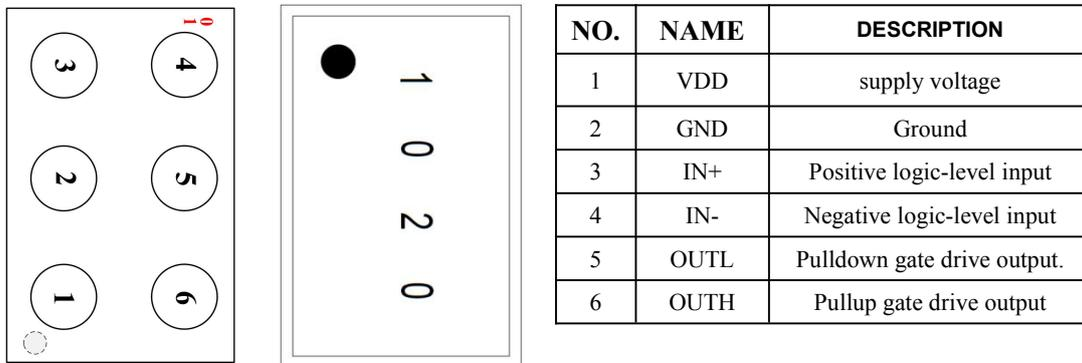 0
1
3 4
2 5
1 6
1020
NO. NAME DESCRIPTION
1 VDD supply voltage
2 GND Ground
3 IN+ Positive logic-level input
4 IN- Negative logic-level input
5 OUTL Pulldown gate drive output.
6 OUTH Pullup gate drive output